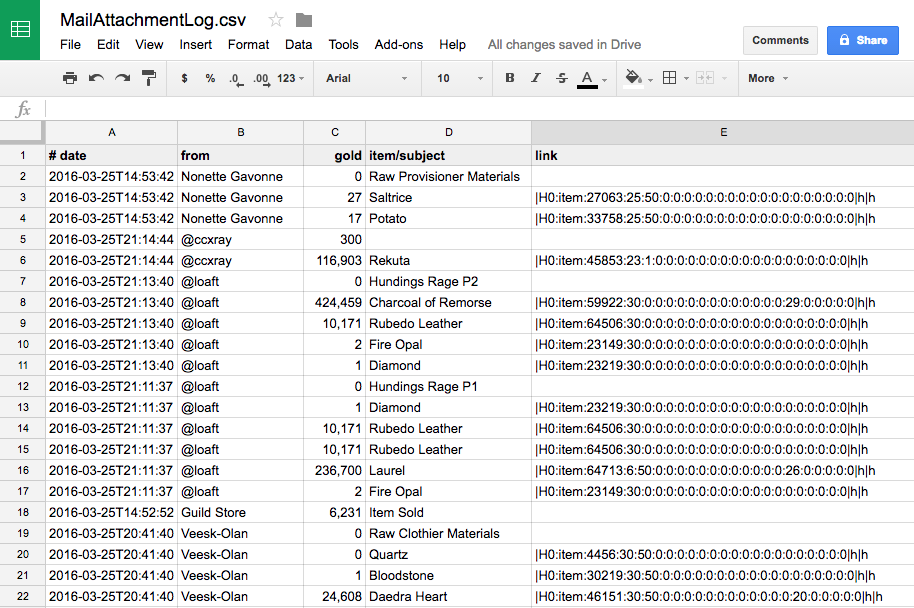 MailAttachmentLog.csv
File Edit View Insert Format Data Tools Add-ons Help All changes saved in Drive
Comments Share
$ % .0 .00 123 Arial 10 B I S A More
fx
A B C D E
1 # date from gold item/subject link
2 2016-03-25T14:53:42 Nonette Gavonne 0 Raw Provisioner Materials
3 2016-03-25T14:53:42 Nonette Gavonne 27 Saltrice |H0:item:27063:25:50:0:0:0:0:0:0:0:0:0:0:0:0:0:0:0:0:0:0|h|h
4 2016-03-25T14:53:42 Nonette Gavonne 17 Potato |H0:item:33758:25:50:0:0:0:0:0:0:0:0:0:0:0:0:0:0:0:0:0:0|h|h
5 2016-03-25T21:14:44 @ccxray 300
6 2016-03-25T21:14:44 @ccxray 116,903 Rekuta |H0:item:45853:23:1:0:0:0:0:0:0:0:0:0:0:0:0:0:0:0:0:0:0|h|h
7 2016-03-25T21:13:40 @loaft 0 Hundings Rage P2
8 2016-03-25T21:13:40 @loaft 424,459 Charcoal of Remorse |H0:item:59922:30:0:0:0:0:0:0:0:0:0:0:0:0:0:29:0:0:0:0:0|h|h
9 2016-03-25T21:13:40 @loaft 10,171 Rubedo Leather |H0:item:64506:30:0:0:0:0:0:0:0:0:0:0:0:0:0:0:0:0:0:0:0|h|h
10 2016-03-25T21:13:40 @loaft 2 Fire Opal |H0:item:23149:30:0:0:0:0:0:0:0:0:0:0:0:0:0:0:0:0:0:0:0|h|h
11 2016-03-25T21:13:40 @loaft 1 Diamond |H0:item:23219:30:0:0:0:0:0:0:0:0:0:0:0:0:0:0:0:0:0:0:0|h|h
12 2016-03-25T21:11:37 @loaft 0 Hundings Rage P1
13 2016-03-25T21:11:37 @loaft 1 Diamond |H0:item:23219:30:0:0:0:0:0:0:0:0:0:0:0:0:0:0:0:0:0:0:0|h|h
14 2016-03-25T21:11:37 @loaft 10,171 Rubedo Leather |H0:item:64506:30:0:0:0:0:0:0:0:0:0:0:0:0:0:0:0:0:0:0:0|h|h
15 2016-03-25T21:11:37 @loaft 10,171 Rubedo Leather |H0:item:64506:30:0:0:0:0:0:0:0:0:0:0:0:0:0:0:0:0:0:0:0|h|h
16 2016-03-25T21:11:37 @loaft 236,700 Laurel |H0:item:64713:6:50:0:0:0:0:0:0:0:0:0:0:0:0:26:0:0:0:0:0|h|h
17 2016-03-25T21:11:37 @loaft 2 Fire Opal |H0:item:23149:30:0:0:0:0:0:0:0:0:0:0:0:0:0:0:0:0:0:0:0|h|h
18 2016-03-25T14:52:52 Guild Store 6,231 Item Sold
19 2016-03-25T20:41:40 Veesk-Olan 0 Raw Clothier Materials
20 2016-03-25T20:41:40 Veesk-Olan 0 Quartz |H0:item:4456:30:50:0:0:0:0:0:0:0:0:0:0:0:0:0:0:0:0:0:0|h|h
21 2016-03-25T20:41:40 Veesk-Olan 1 Bloodstone |H0:item:30219:30:50:0:0:0:0:0:0:0:0:0:0:0:0:0:0:0:0:0:0|h|h
22 2016-03-25T20:41:40 Veesk-Olan 24,608 Daedra Heart |H0:item:46151:30:50:0:0:0:0:0:0:0:0:0:0:0:0:20:0:0:0:0:0|h|h